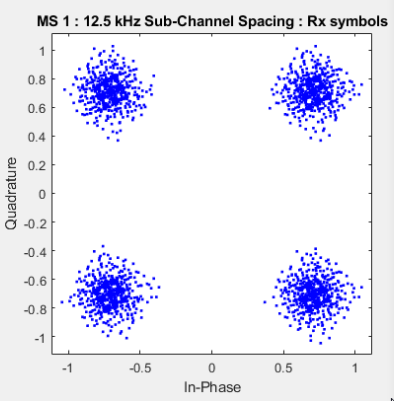 MS 1 : 12.5 kHz Sub-Channel Spacing : Rx symbols
1
0.8
0.6
0.4
0.2
0
-0.2
-0.4
-0.6
-0.8
-1
Quadrature
-1 -0.5 0 0.5 1
In-Phase